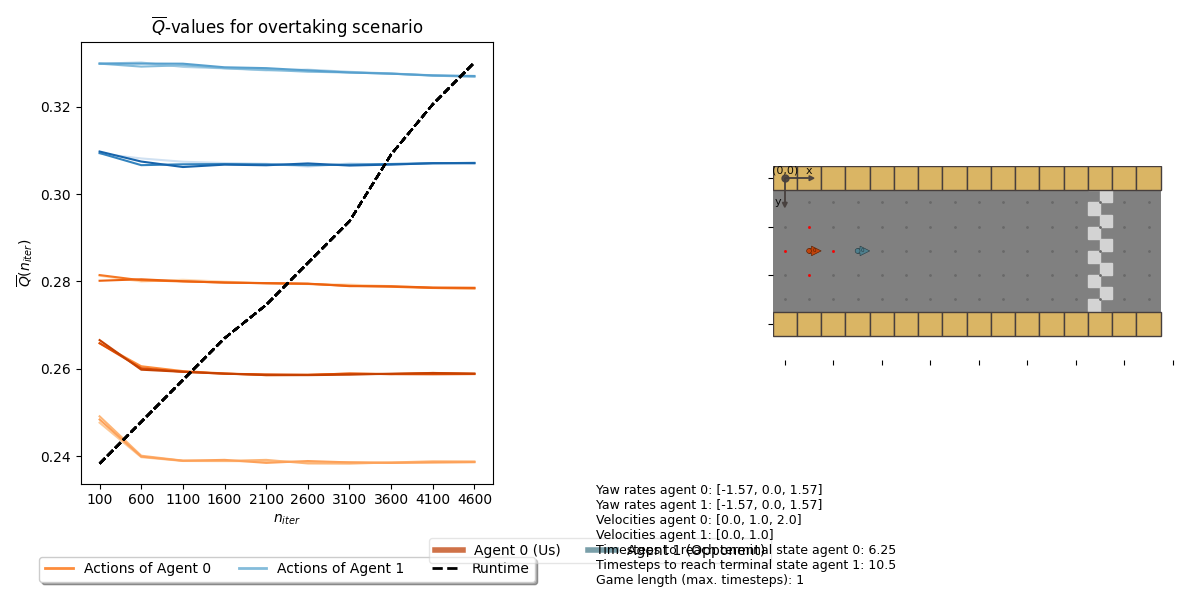 Q-values for overtaking scenario
Q(n_iter)
0.32
0.30
0.28
0.26
0.24
100 600 1100 1600 2100 2600 3100 3600 4100 4600
n_iter
(0,0) x
y
Yaw rates agent 0: [-1.57, 0.0, 1.57]
Yaw rates agent 1: [-1.57, 0.0, 1.57]
Velocities agent 0: [0.0, 1.0, 2.0]
Velocities agent 1: [0.0, 1.0]
Agent 0 (Us) Agent 1 (Opponent)
Timesteps to reach terminal state agent 0: 6.25
Timesteps to reach terminal state agent 1: 10.5
Game length (max. timesteps): 1
Actions of Agent 0 Actions of Agent 1 Runtime